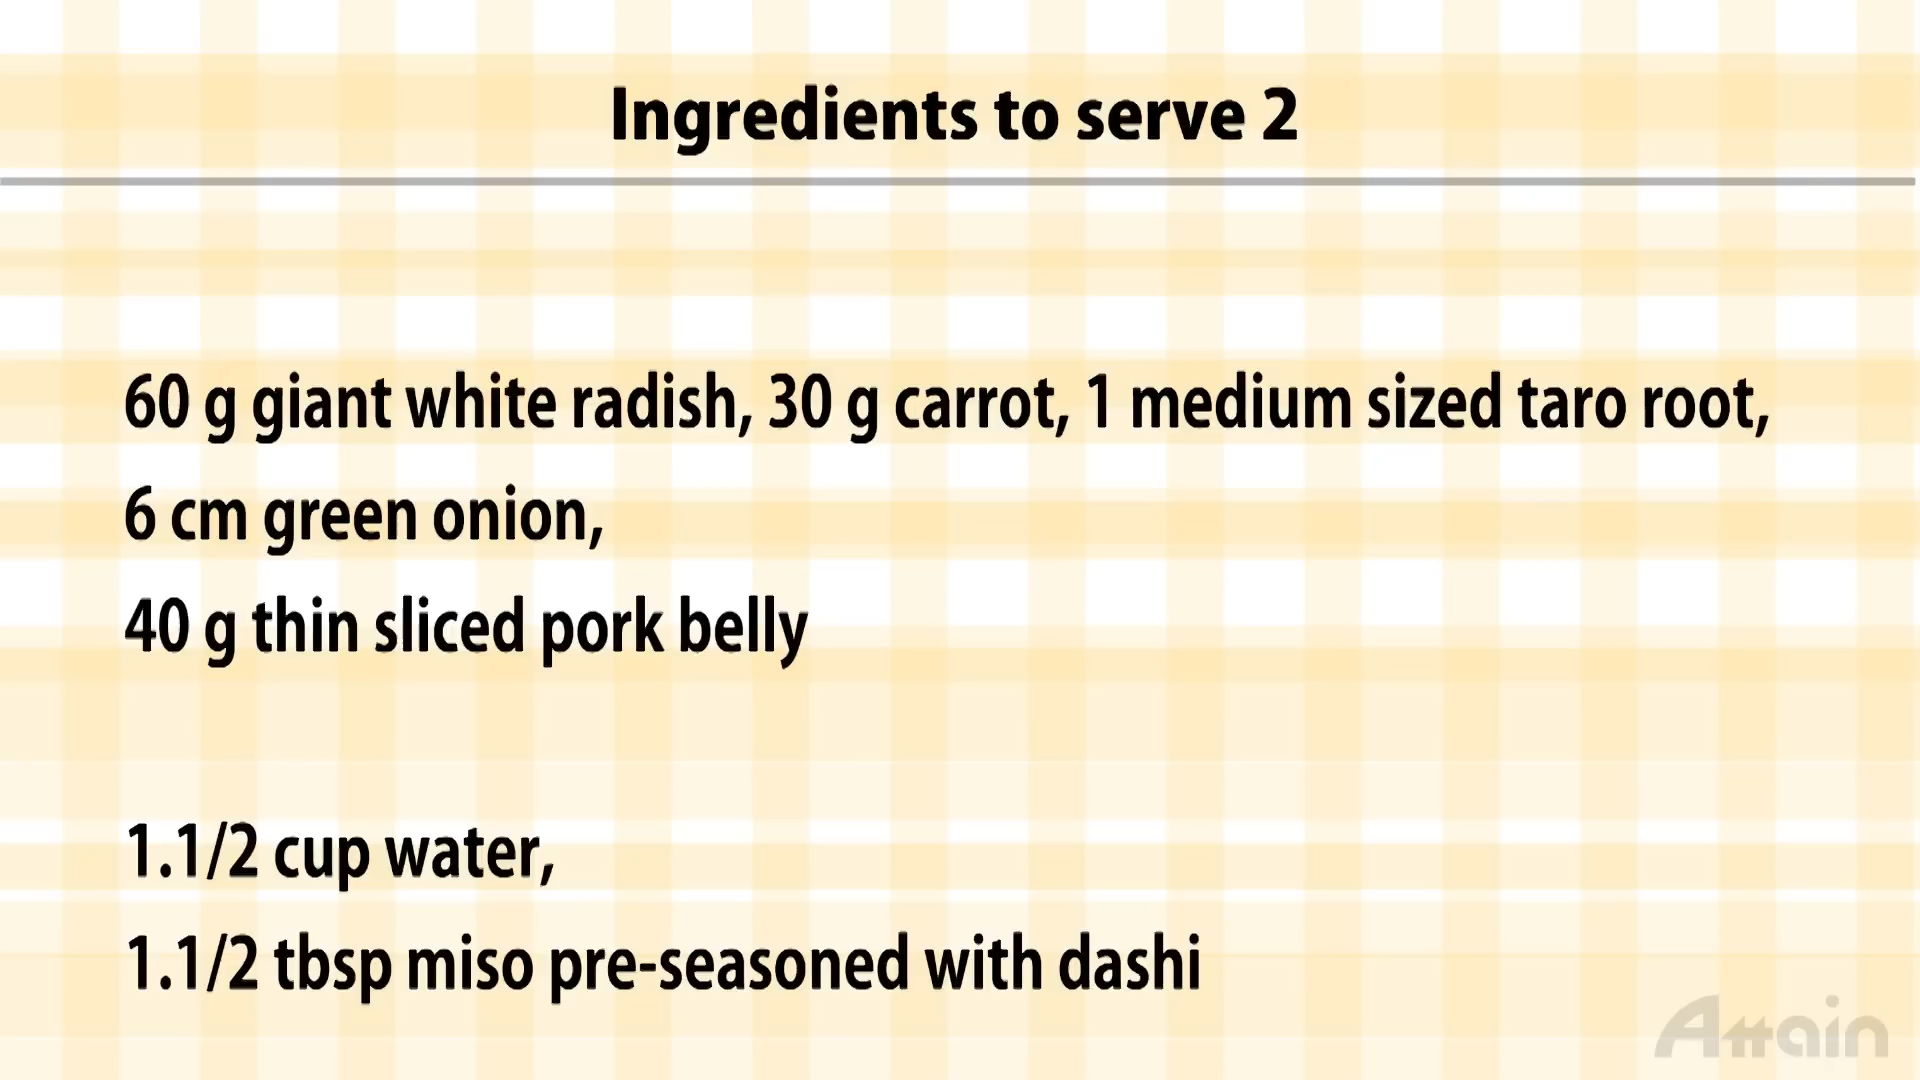 Ingredients to serve 2
60 g giant white radish, 30 g carrot, 1 medium sized taro root,
6 cm green onion,
40 g thin sliced pork belly
1.1/2 cup water,
1.1/2 tbsp miso pre-seasoned with dashi
Attain